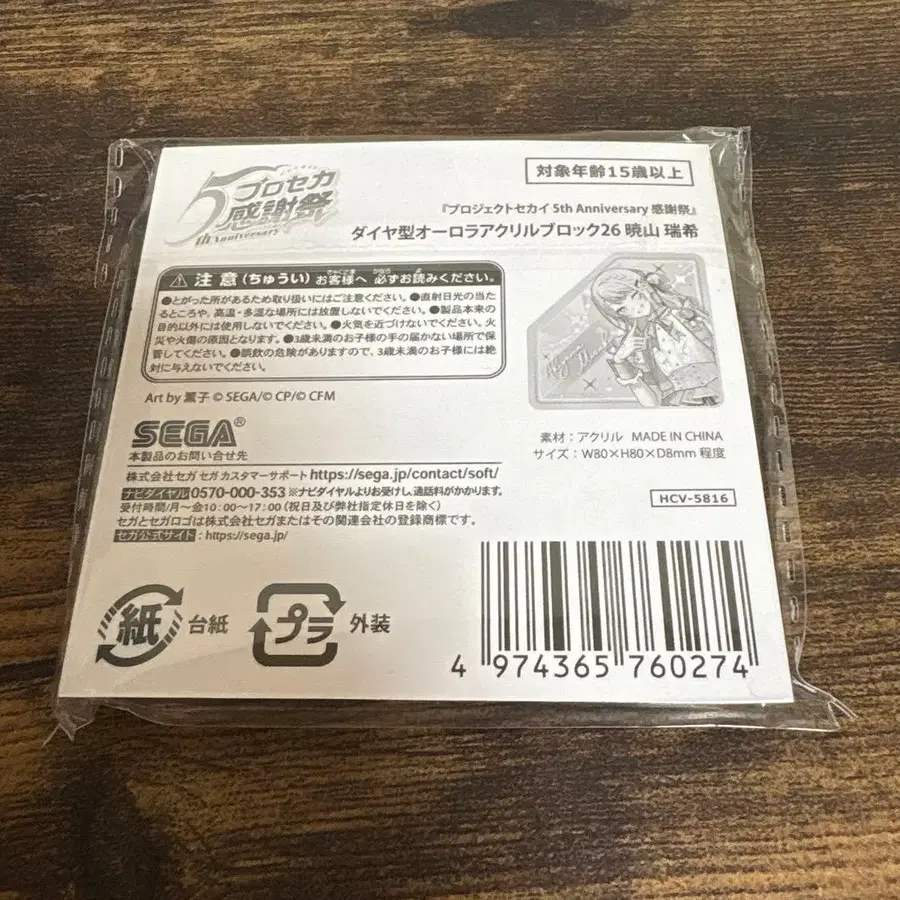 5th Anniversary
プロセカ
感謝祭
対象年齢15歳以上
『プロジェクトセカイ 5th Anniversary 感謝祭』
ダイヤ型オーロラアクリルブロック26 暁山 瑞希
注意(ちゅうい) お客様へ 必ずお読みください。
きゃくさま かなら よ
●とがった所があるため取り扱いにはご注意ください。●直射日光の当
たるところや、高温・多湿な場所には放置しないでください。●製品本来の
目的以外には使用しないでください。●火気を近づけないでください。火
災や火傷の原因となります。●3歳未満のお子様の手の届かない場所で保
管してください。●誤飲の危険がありますので、3歳未満のお子様には絶
対に与えないでください。
Art by 薫子 © SEGA/© CP/© CFM
SEGA®
本製品のお問い合せ先
株式会社セガ セガ カスタマーサポート https://sega.jp/contact/soft/
ナビダイヤル 0570-000-353 ※ナビダイヤルよりお受けし、通話料がかかります。
受付時間/月~金10:00~17:00 (祝日及び弊社指定休日を除く)
セガとセガロゴは株式会社セガまたはその関連会社の登録商標です。
セガ公式サイト : https://sega.jp/
素材:アクリル MADE IN CHINA
サイズ:W80×H80×D8mm 程度
HCV-5816
紙 台紙
プラ 外装
4 974365 760274